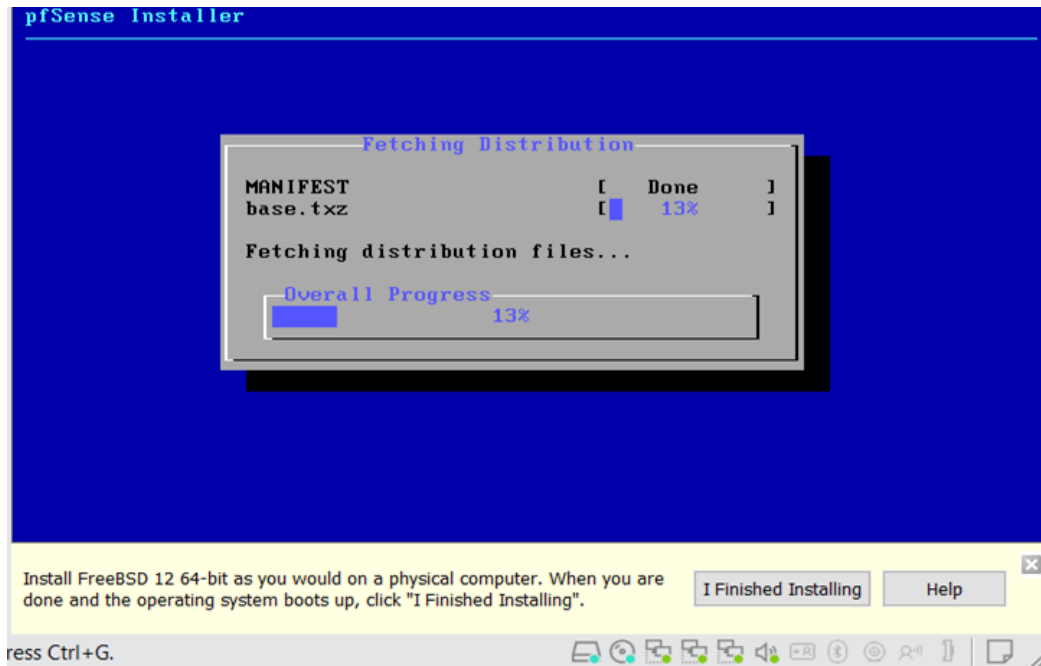 pfSense Installer
Fetching Distribution
MANIFEST [ Done ]
base.txz [ 13% ]
Fetching distribution files...
Overall Progress
13%
Install FreeBSD 12 64-bit as you would on a physical computer. When you are
done and the operating system boots up, click "I Finished Installing".
I Finished Installing
Help
ress Ctrl+G.